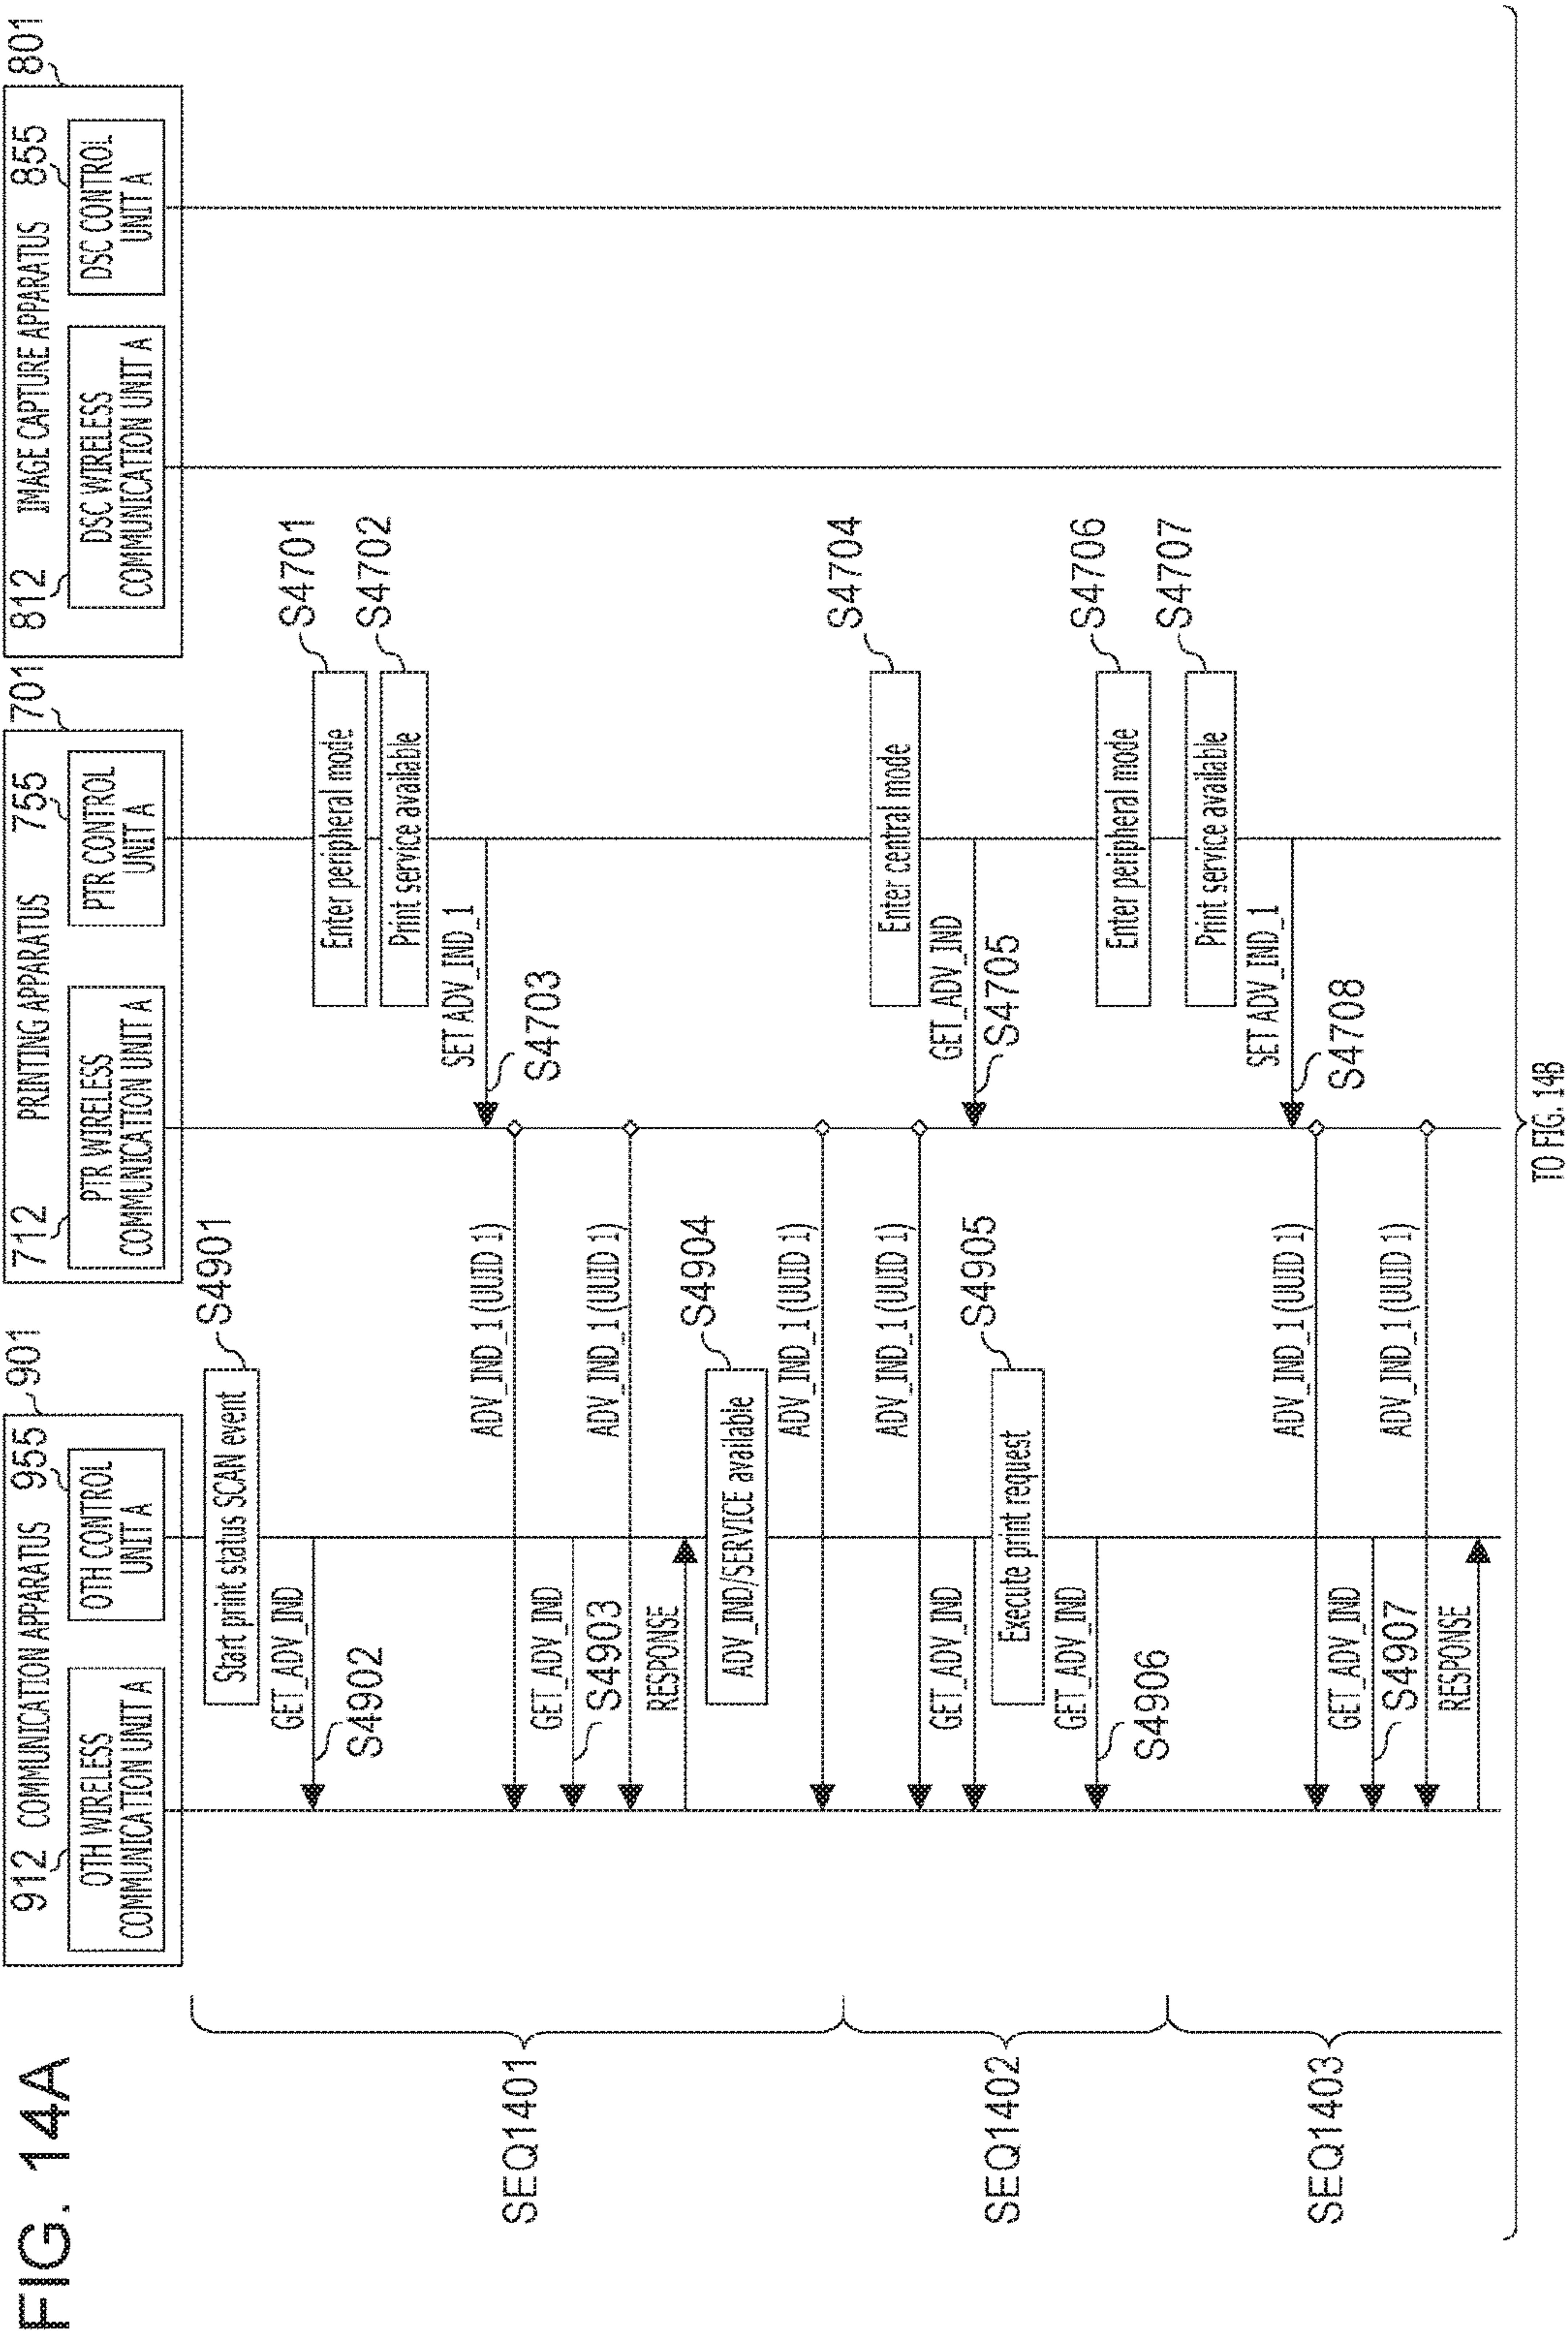 FIG. 14A
912 COMMUNICATION APPARATUS 955 901
OTH WIRELESS
COMMUNICATION UNIT A
OTH CONTROL
UNIT A
712 PRINTING APPARATUS 755 701
PTR WIRELESS
COMMUNICATION UNIT A
PTR CONTROL
UNIT A
812 IMAGE CAPTURE APPARATUS 855 801
DSC WIRELESS
COMMUNICATION UNIT A
DSC CONTROL
UNIT A
SEQ1401
Start print status SCAN event
S4901
GET_ADV_IND
S4902
Enter peripheral mode
S4701
Print service available
S4702
SET ADV_IND_1
S4703
ADV_IND_1 (UUID 1)
GET_ADV_IND
S4903
ADV_IND_1 (UUID 1)
RESPONSE
ADV_IND/SERVICE available
S4904
ADV_IND_1 (UUID 1)
SEQ1402
Enter central mode
S4704
ADV_IND_1 (UUID 1)
GET_ADV_IND
GET_ADV_IND
S4705
Execute print request
S4905
GET_ADV_IND
S4906
Enter peripheral mode
S4706
SEQ1403
Print service available
S4707
SET ADV_IND_1
S4708
ADV_IND_1 (UUID 1)
GET_ADV_IND
S4907
ADV_IND_1 (UUID 1)
RESPONSE
TO FIG. 14B